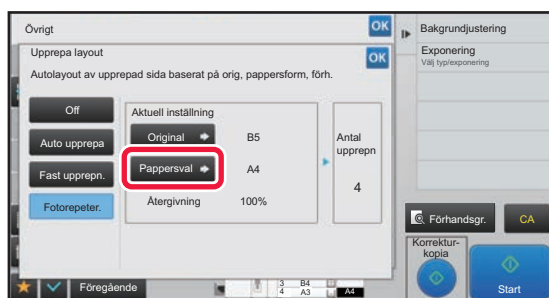 Övrigt
OK
Upprepa layout
OK
Autolayout av upprepad sida baserat på orig, pappersform, förh.
Off
Auto upprepa
Fast upprepn.
Fotorepeter.
Aktuell inställning
Original
B5
Pappersval
A4
Återgivning
100%
Antal
upprepn
4
Bakgrundjustering
Exponering
Välj typ/exponering
Förhandsgr.
CA
Korrektur-
kopia
Start
Föregående
3 B4
4 A3
A4